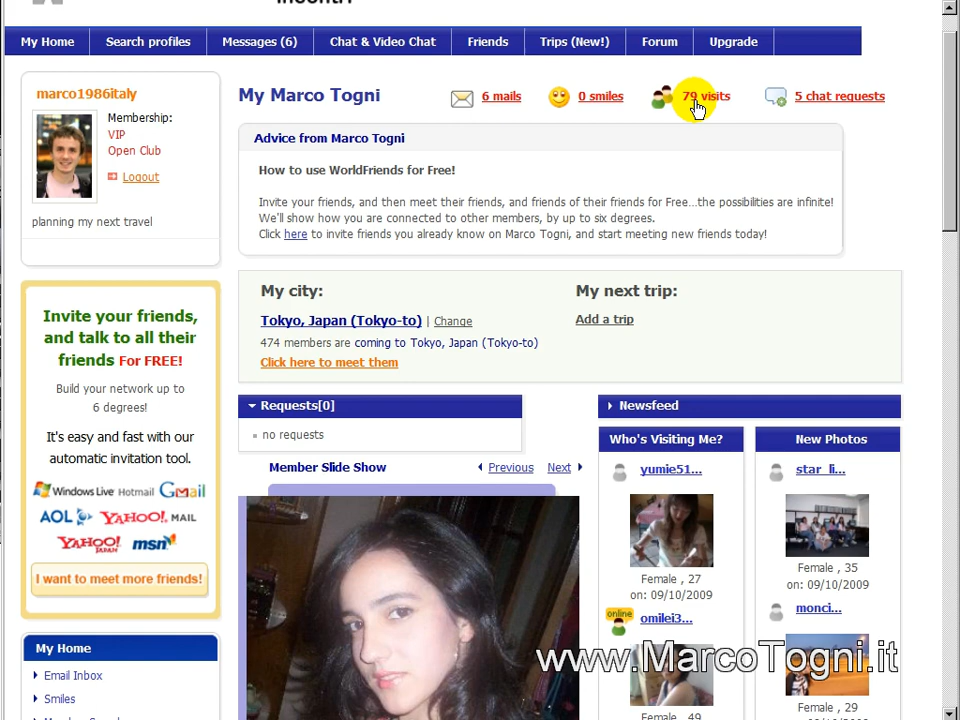 My Home
Search profiles
Messages (6)
Chat & Video Chat
Friends
Trips (New!)
Forum
Upgrade
marco1986italy
Membership:
VIP
Open Club
Logout
planning my next travel
My Marco Togni
6 mails
0 smiles
79 visits
5 chat requests
Advice from Marco Togni
How to use WorldFriends for Free!
Invite your friends, and then meet their friends, and friends of their friends for Free...the possibilities are infinite!
We'll show how you are connected to other members, by up to six degrees.
Click here to invite friends you already know on Marco Togni, and start meeting new friends today!
My city:
Tokyo, Japan (Tokyo-to) | Change
474 members are coming to Tokyo, Japan (Tokyo-to)
Click here to meet them
My next trip:
Add a trip
Invite your friends,
and talk to all their
friends For FREE!
Build your network up to
6 degrees!
It's easy and fast with our
automatic invitation tool.
Windows Live Hotmail Gmail
AOL YAHOO! MAIL
YAHOO! JAPAN msn
I want to meet more friends!
My Home
Email Inbox
Smiles
Requests[0]
no requests
Member Slide Show
Previous
Next
Newsfeed
Who's Visiting Me?
yumie51...
Female , 27
on: 09/10/2009
online
omilei3...
Female , 49
New Photos
star_li...
Female , 35
on: 09/10/2009
monci...
Female , 29
www.MarcoTogni.it